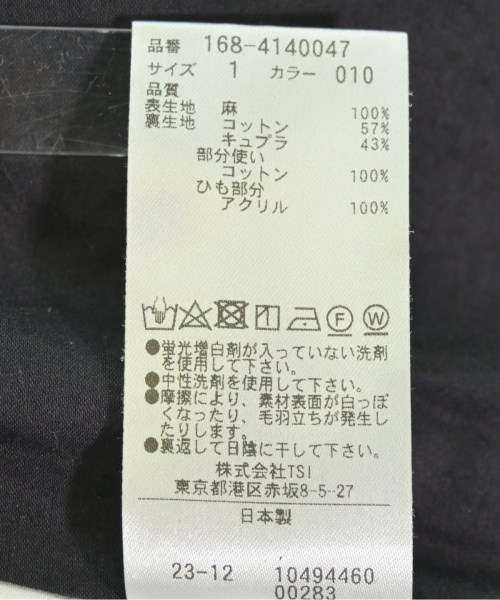 品番 168-4140047
サイズ 1 カラー 010
品質
表生地 麻 100%
裏生地 コットン 57%
キュプラ 43%
部分使い
コットン 100%
ひも部分
アクリル 100%
F W
●蛍光増白剤が入っていない洗剤
を使用して下さい。
●中性洗剤を使用して下さい。
●摩擦により、素材表面が白っぽ
くなったり、毛羽立ちが発生し
たりします。
●裏返して日陰に干して下さい。
株式会社TSI
東京都港区赤坂8-5-27
日本製
23-12 10494460
00283